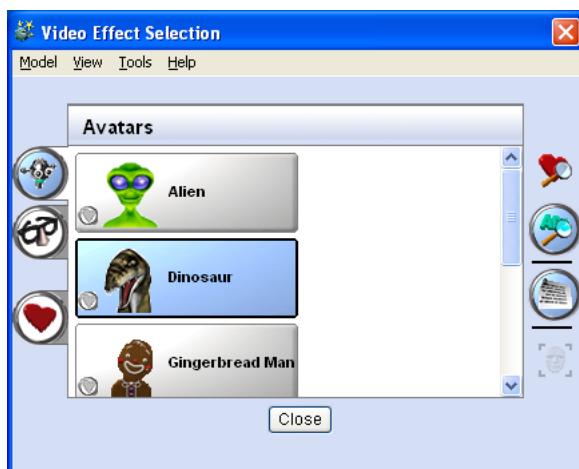 Video Effect Selection
Model View Tools Help
Avatars
Alien
Dinosaur
Gingerbread Man
Close